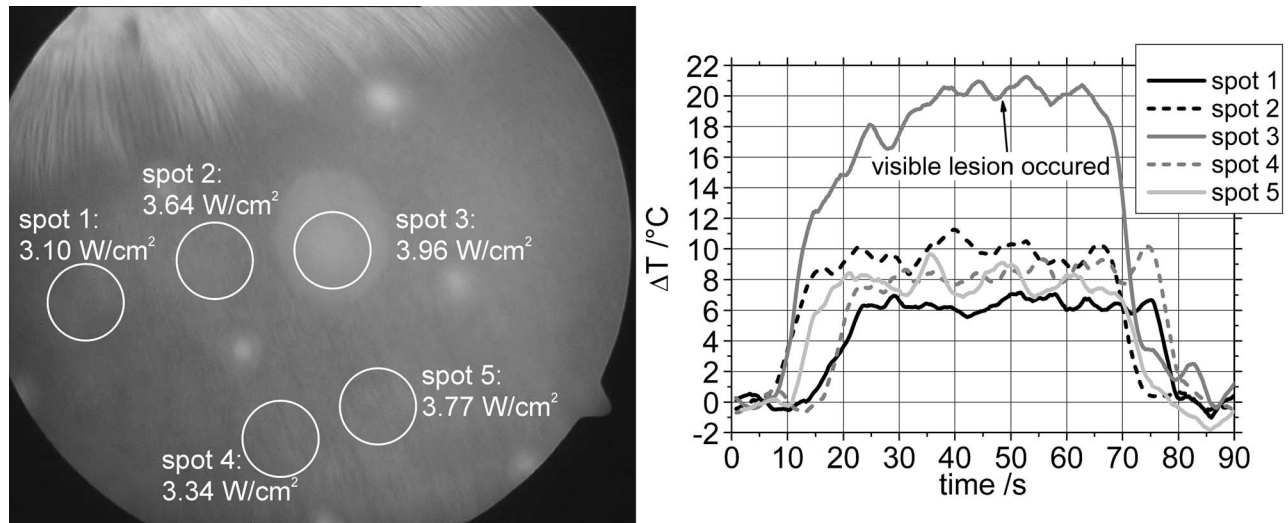 spot 1:
3.10 W/cm²
spot 2:
3.64 W/cm²
spot 3:
3.96 W/cm²
spot 4:
3.34 W/cm²
spot 5:
3.77 W/cm²
22
20
18
16
14
12
10
8
6
4
2
0
-2
ΔT /°C
visible lesion occured
spot 1
spot 2
spot 3
spot 4
spot 5
0 10 20 30 40 50 60 70 80 90
time /s